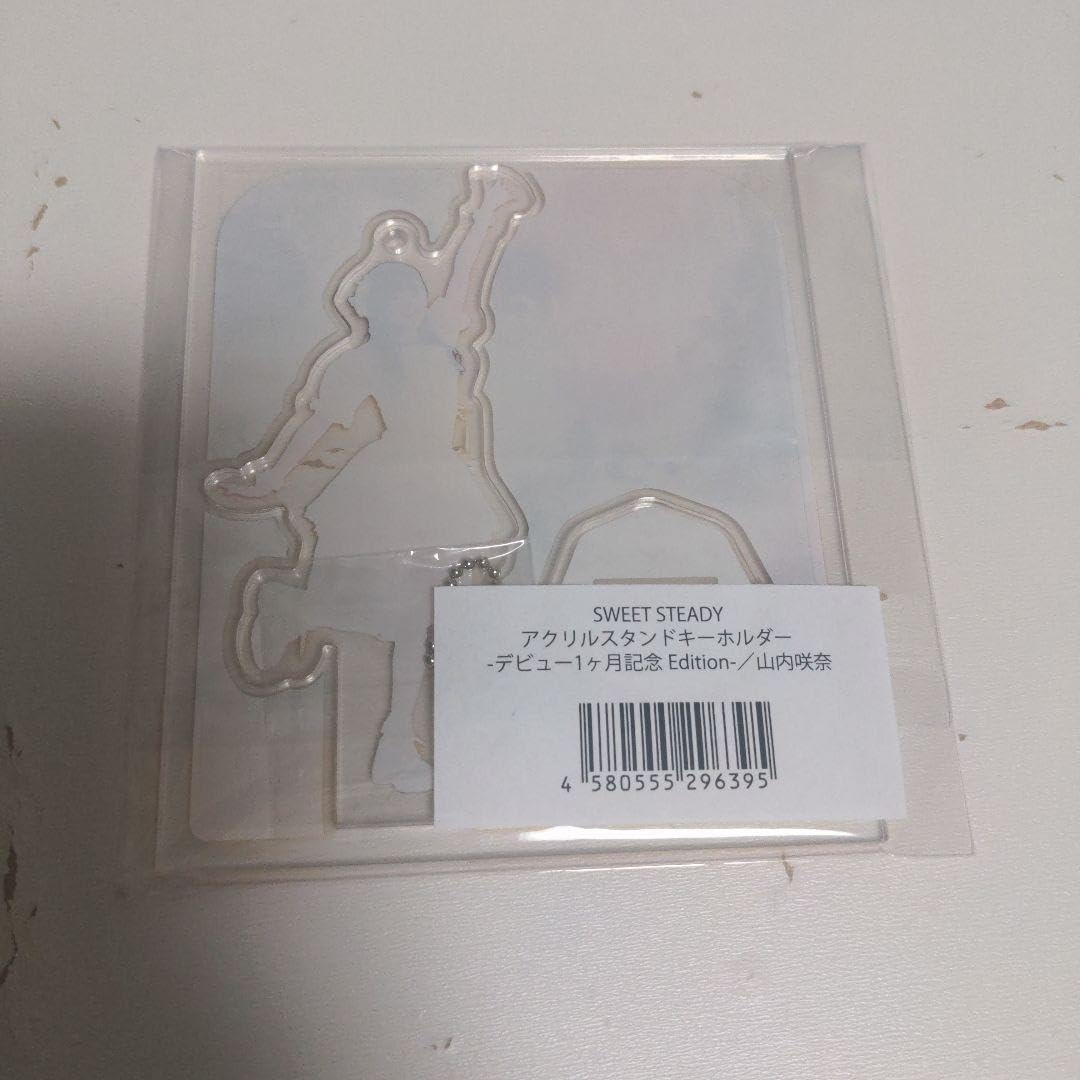 SWEET STEADY
アクリルスタンドキーホルダー
-デビュー1ヶ月記念 Edition-／山内咲奈
4 580555 296395